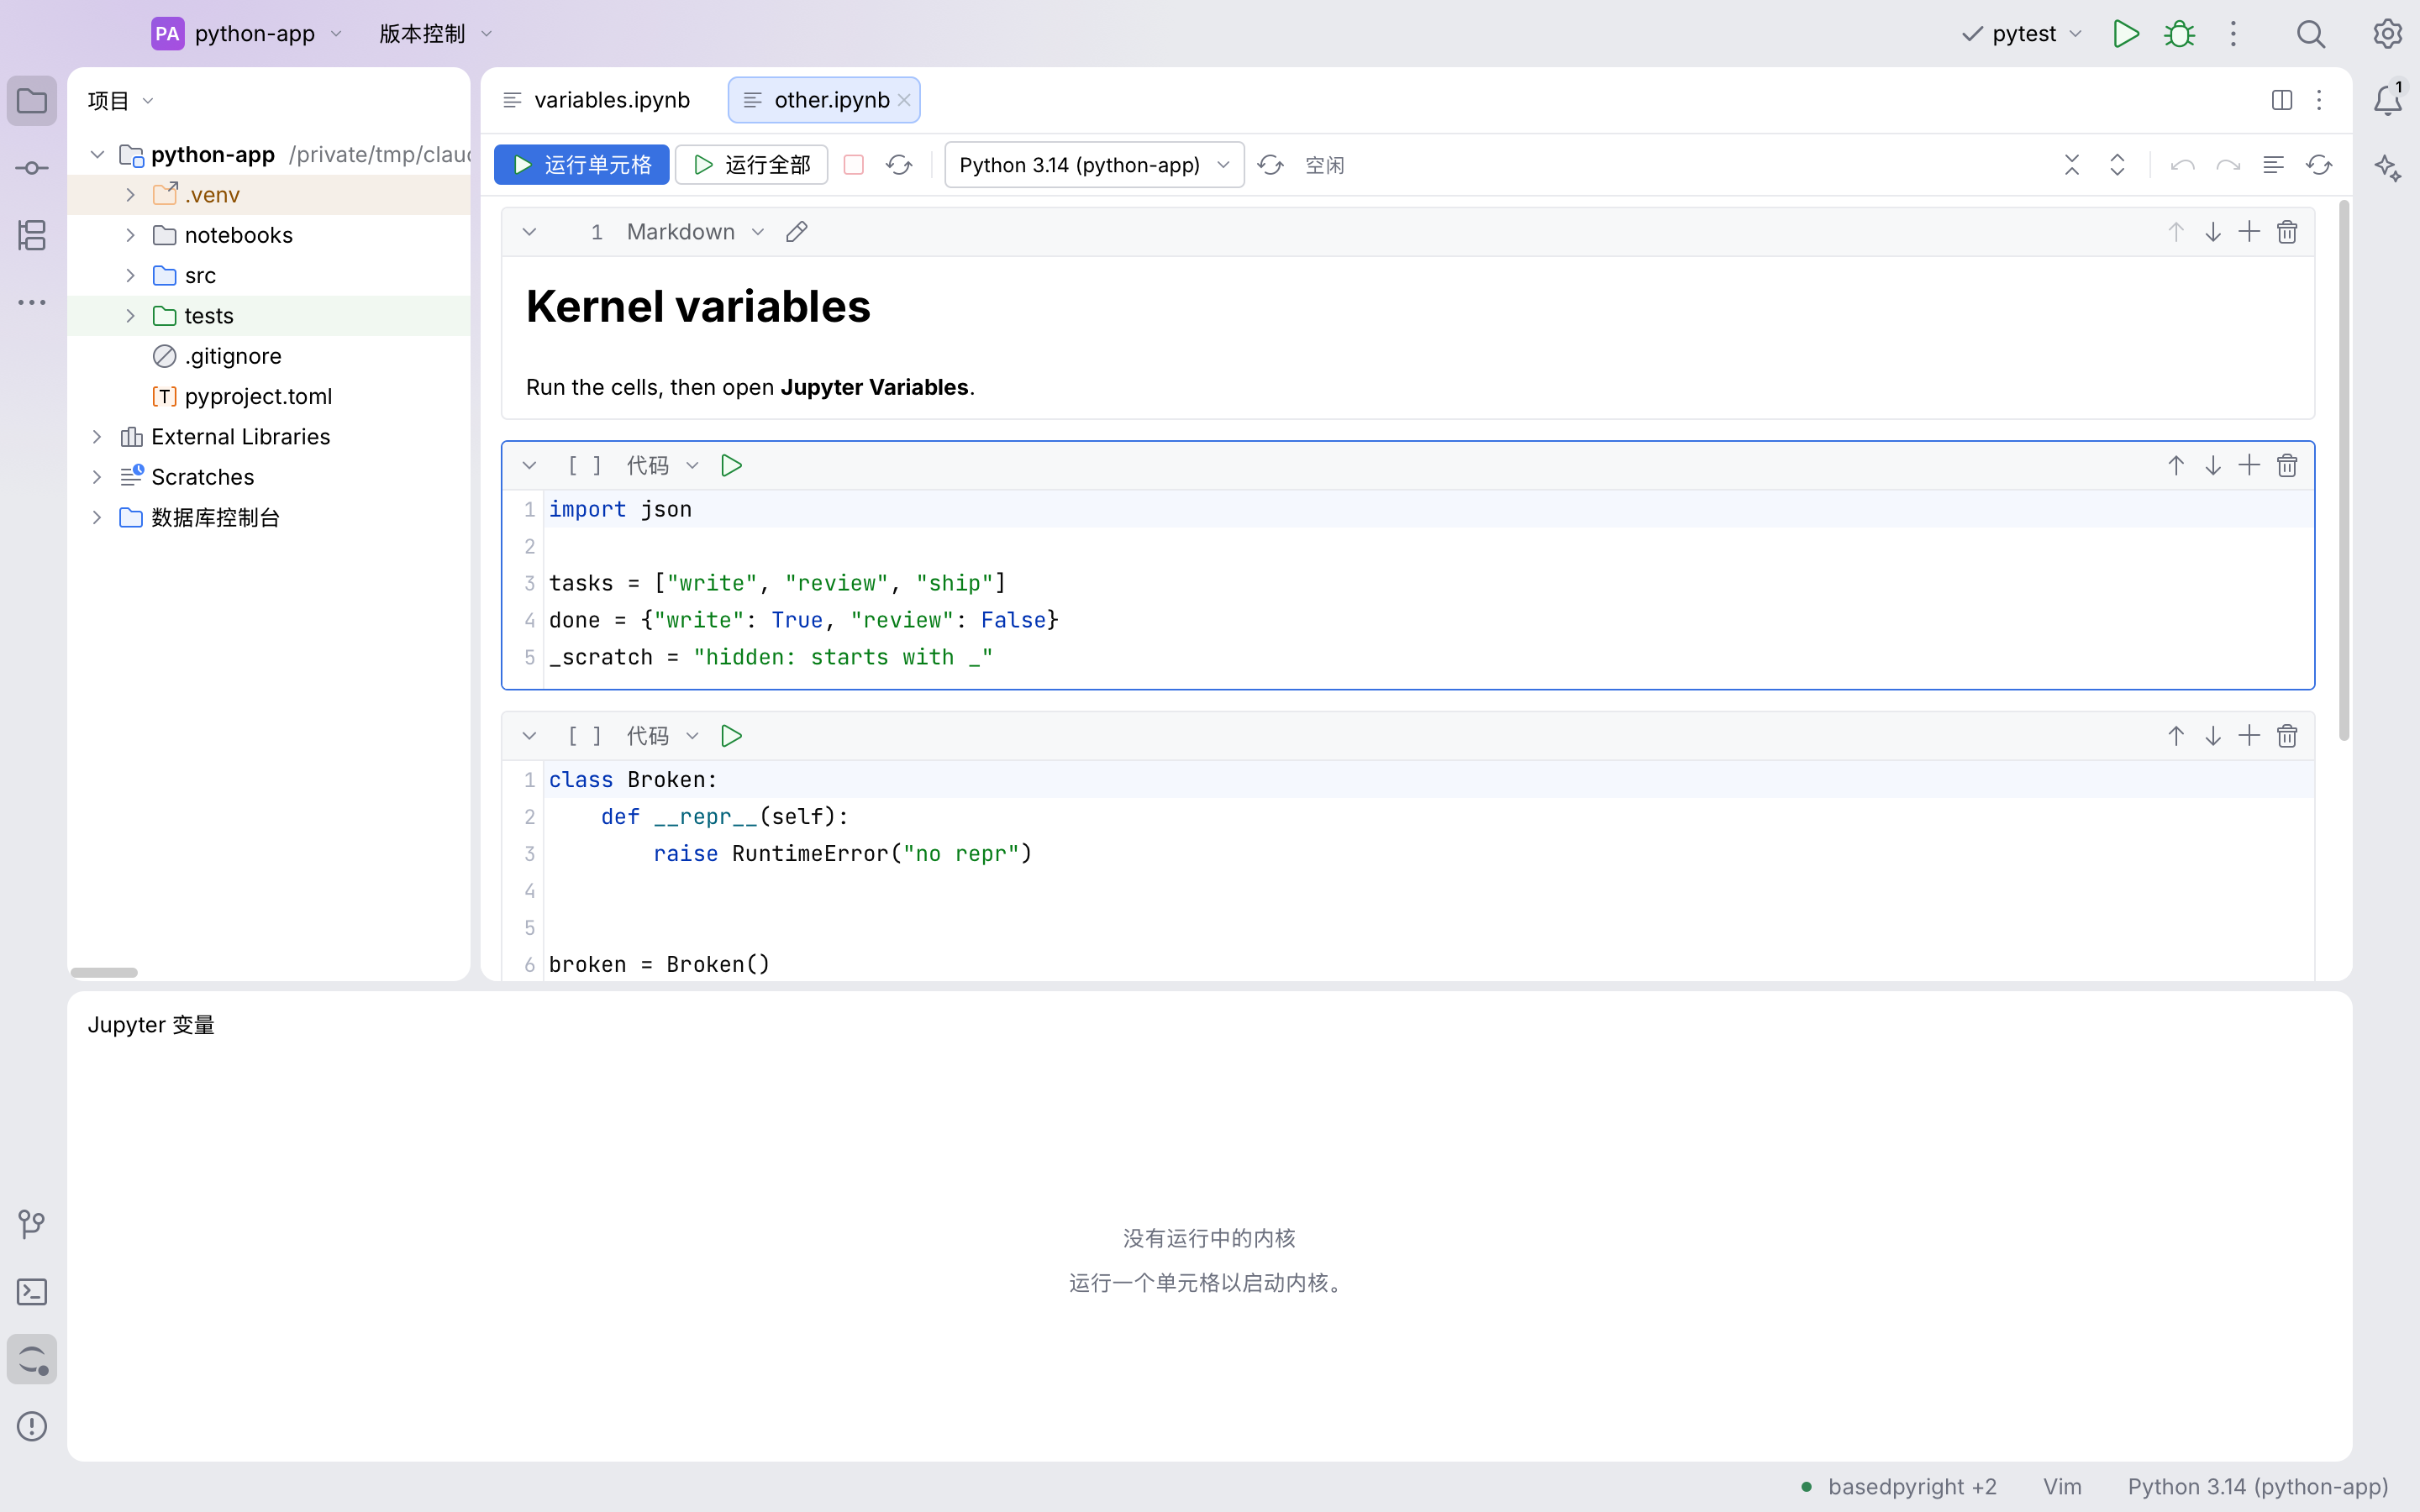 PA python-app 版本控制 pytest
项目
variables.ipynb other.ipynb
1
python-app /private/tmp/clau
运行单元格 运行全部 Python 3.14 (python-app) 空闲
.venv
notebooks
src
tests
.gitignore
[T] pyproject.toml
External Libraries
Scratches
数据库控制台
1 Markdown
Kernel variables
Run the cells, then open Jupyter Variables.
[ ] 代码
1 import json
2
3 tasks = ["write", "review", "ship"]
4 done = {"write": True, "review": False}
5 _scratch = "hidden: starts with _"
[ ] 代码
1 class Broken:
2 def __repr__(self):
3 raise RuntimeError("no repr")
4
5
6 broken = Broken()
Jupyter 变量
没有运行中的内核
运行一个单元格以启动内核。
basedpyright +2 Vim Python 3.14 (python-app)